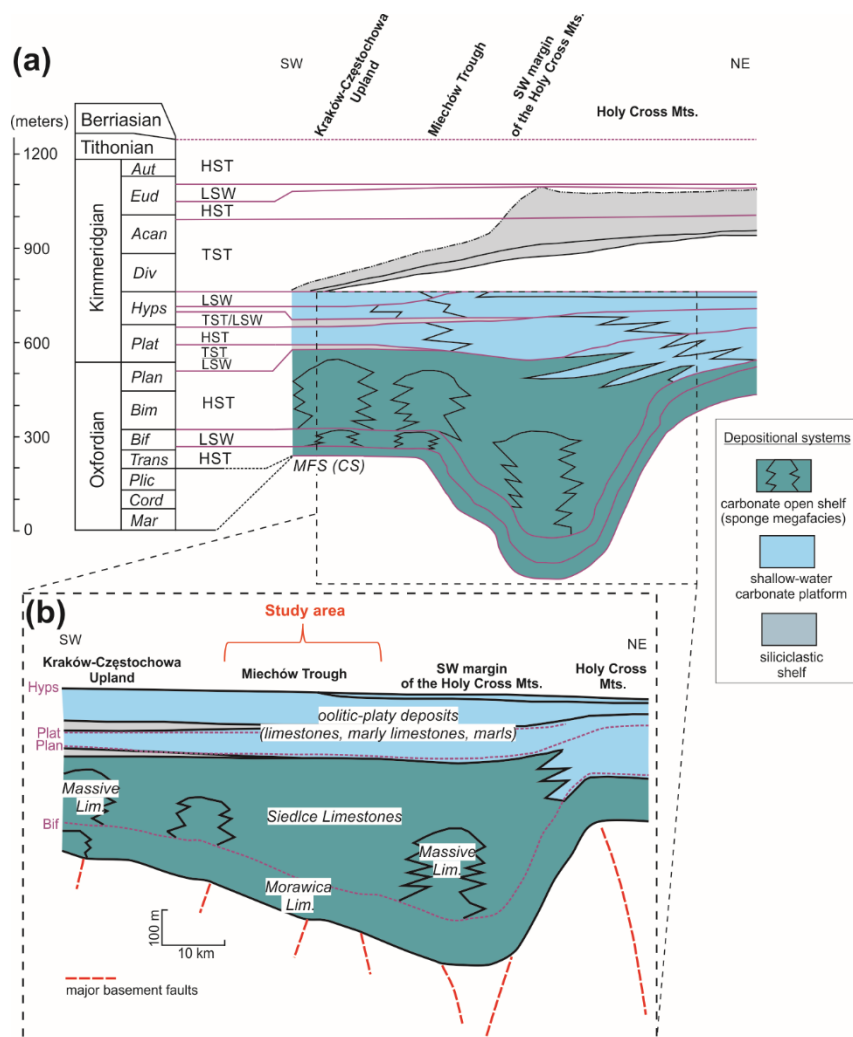 (a)
SW
Kraków-Częstochowa
Upland
Miechów Trough
SW margin
of the Holy Cross Mts.
Holy Cross Mts.
NE
(meters)
Berriasian
Tithonian
1200
900
600
300
0
Kimmeridgian
Oxfordian
Aut
Eud
Acan
Div
Hyps
Plat
Plan
Bim
Bif
Trans
Plic
Cord
Mar
HST
LSW
HST
TST
LSW
TST/LSW
HST
TST
LSW
HST
LSW
HST
MFS (CS)
Depositional systems
carbonate open shelf
(sponge megafacies)
shallow-water
carbonate platform
siliciclastic
shelf
(b)
Study area
SW
NE
Kraków-Częstochowa
Upland
Miechów Trough
SW margin
of the Holy Cross Mts.
Holy Cross
Mts.
Hyps
Plat
Plan
Bif
oolitic-platy deposits
(limestones, marly limestones, marls)
Massive
Lim.
Siedlce Limestones
Massive
Lim.
Morawica
Lim.
100 m
10 km
major basement faults